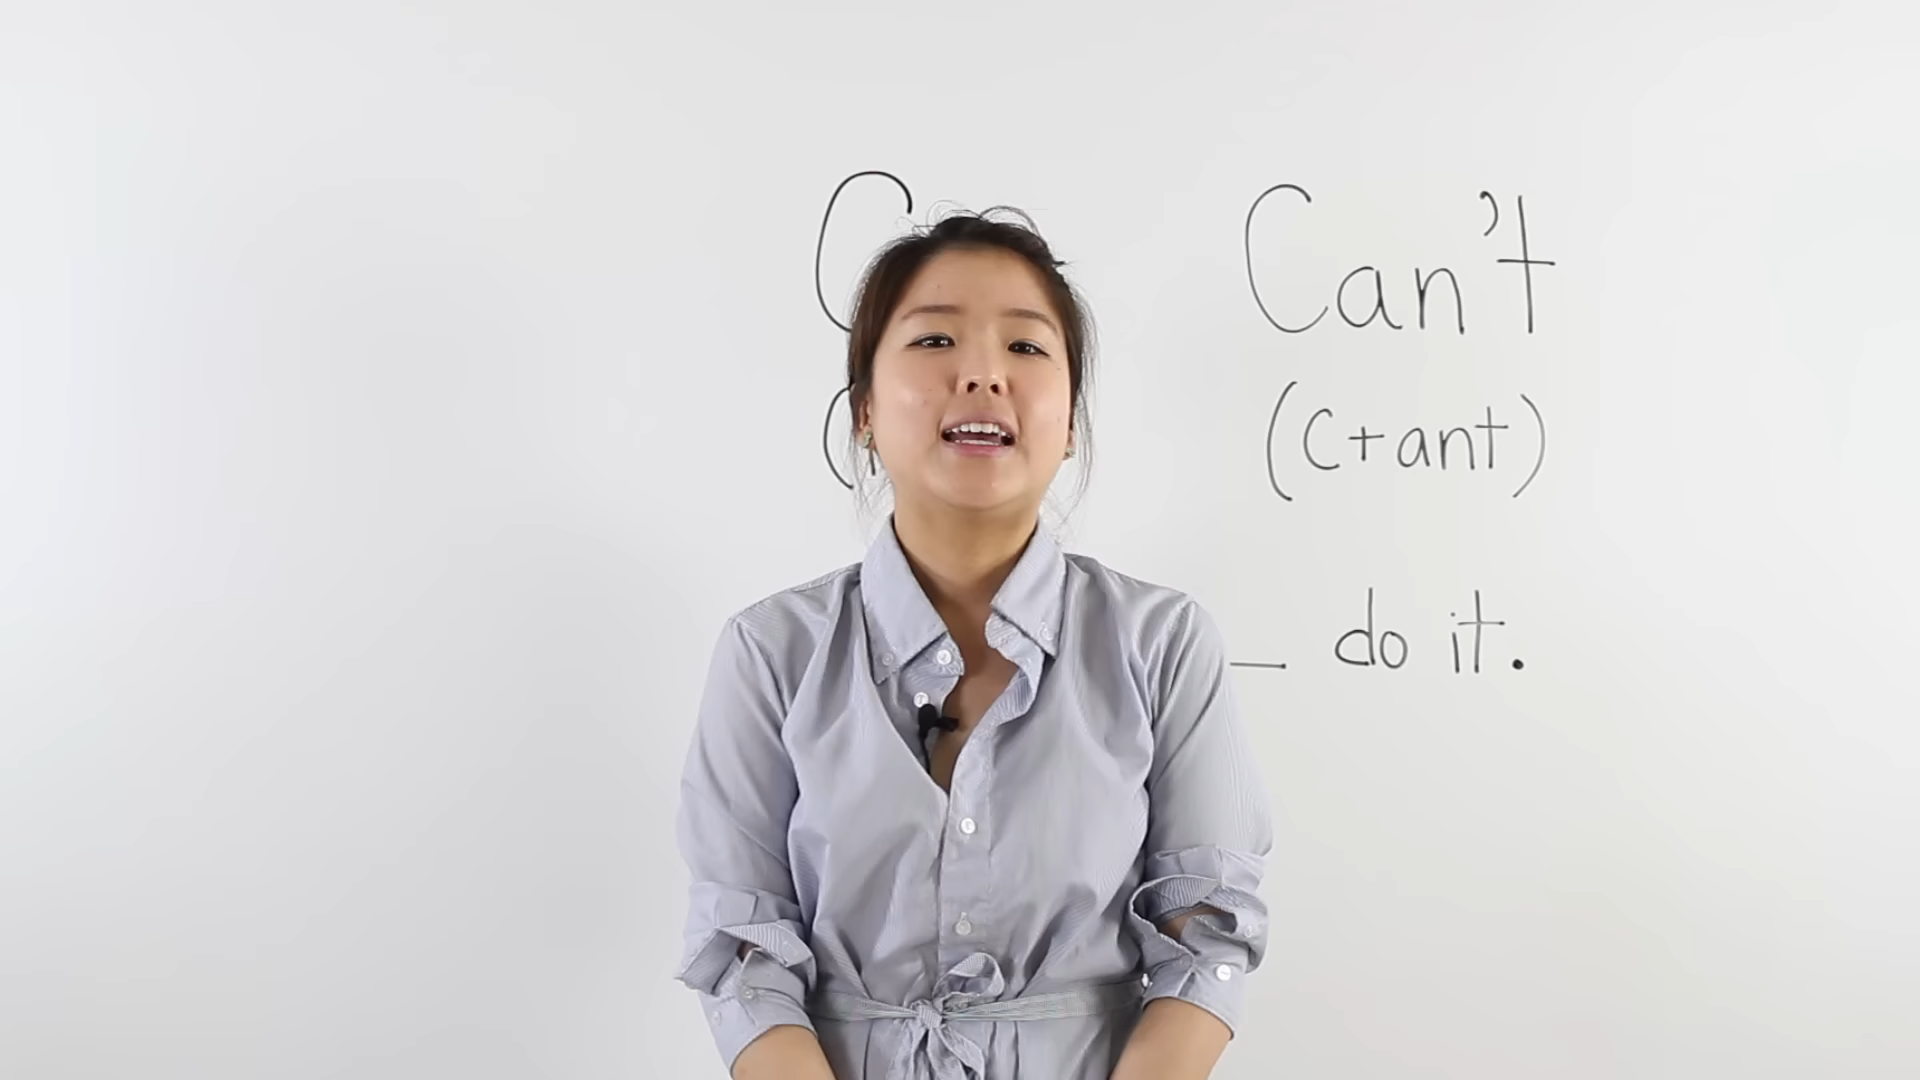 C Can't
( (c+ant)
_ do it.